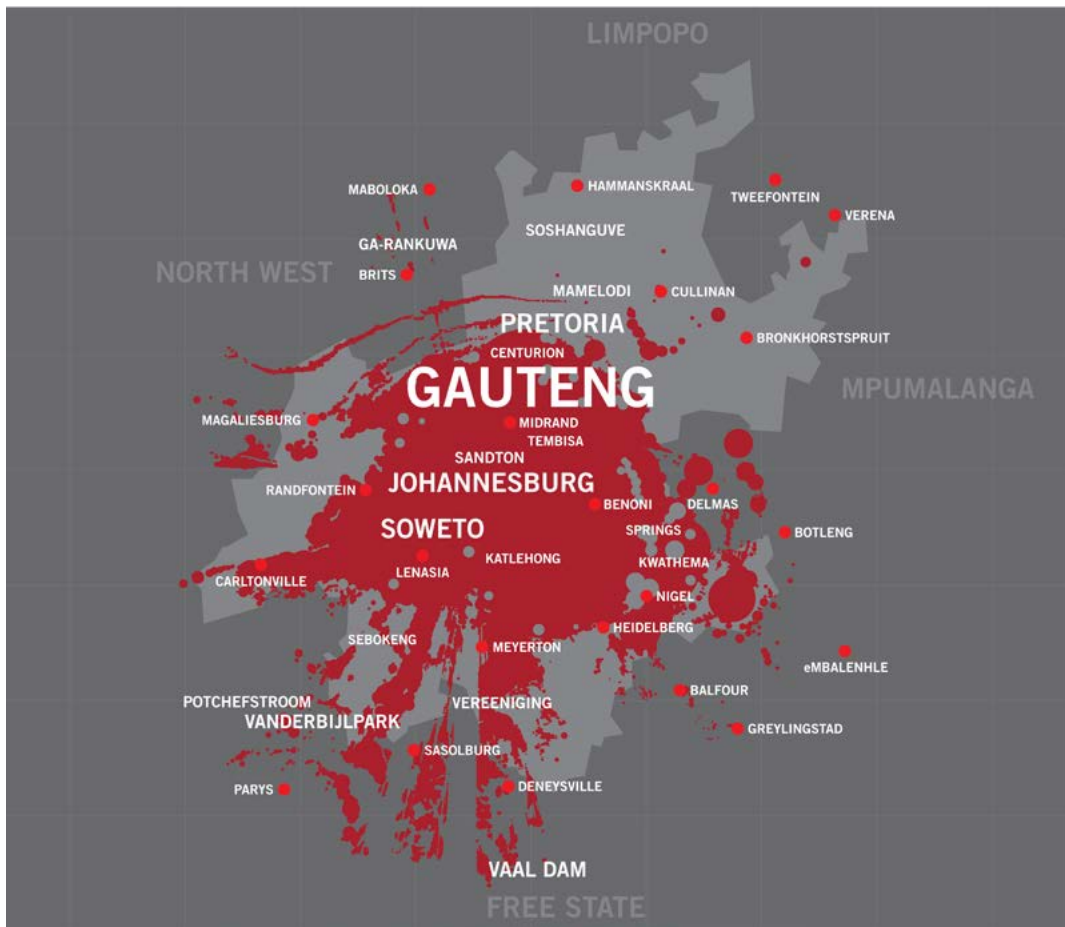 LIMPOPO
MABOLOKA
HAMMANSKRAAL
TWEEFONTEIN
VERENA
SOSHANGUVE
GA-RANKUWA
NORTH WEST
BRITS
MAMELODI
CULLINAN
PRETORIA
BRONKHORSTSPRUIT
CENTURION
GAUTENG
MPUMALANGA
MAGALIESBURG
MIDRAND
TEMBISA
SANDTON
JOHANNESBURG
RANDFONTEIN
BENONI
DELMAS
SOWETO
SPRINGS
BOTLENG
KATLEHONG
KWATHEMA
LENASIA
CARLTONVILLE
NIGEL
HEIDELBERG
SEBOKENG
MEYERTON
eMBALENHLE
BALFOUR
POTCHEFSTROOM
VEREENIGING
VANDERBIJLPARK
GREYLINGSTAD
SASOLBURG
PARYS
DENEYSVILLE
VAAL DAM
FREE STATE